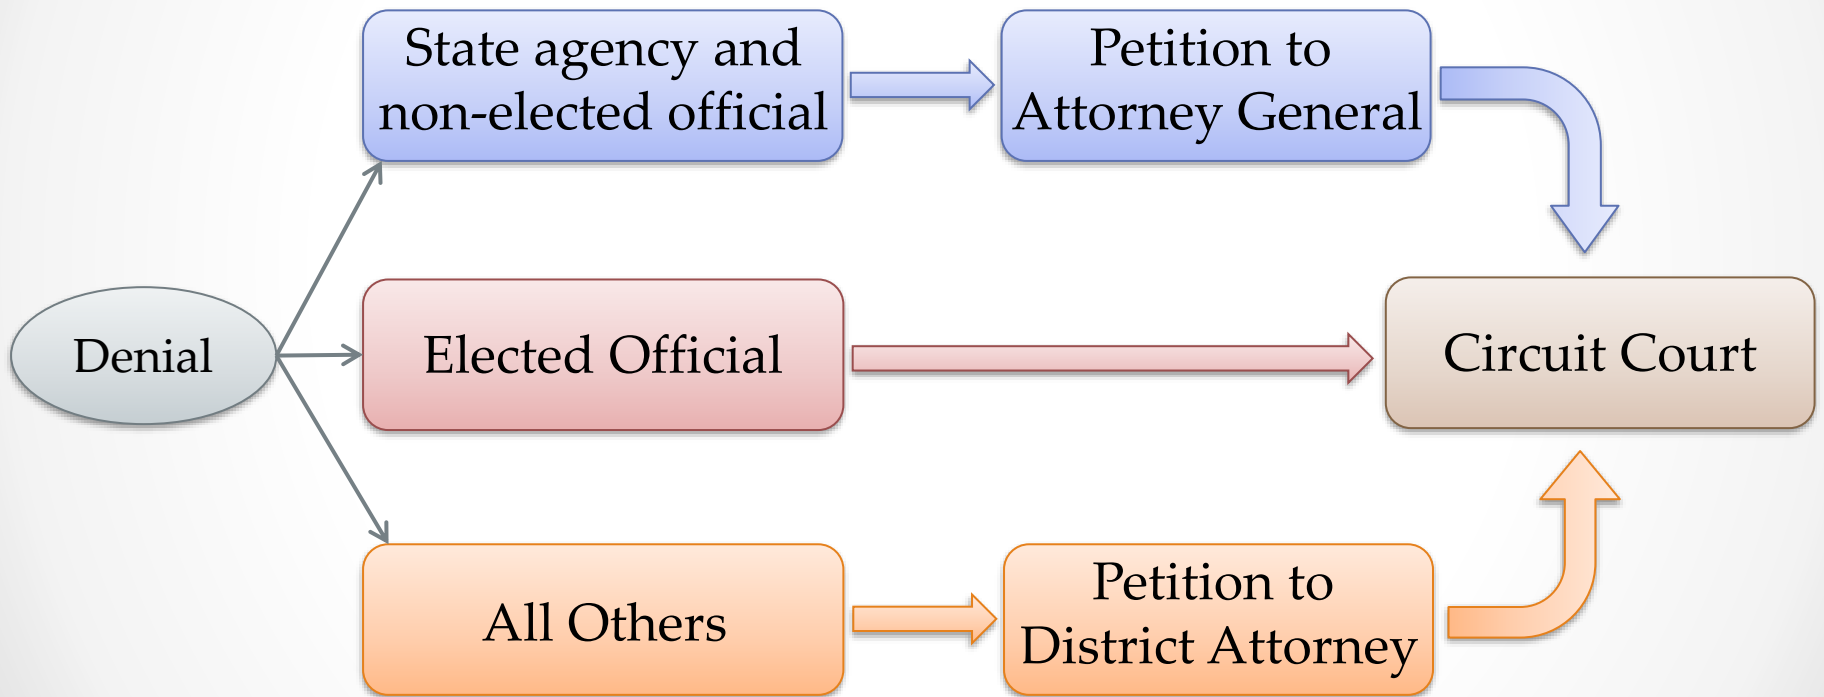 State agency and
non-elected official
Petition to
Attorney General
Denial
Elected Official
Circuit Court
All Others
Petition to
District Attorney